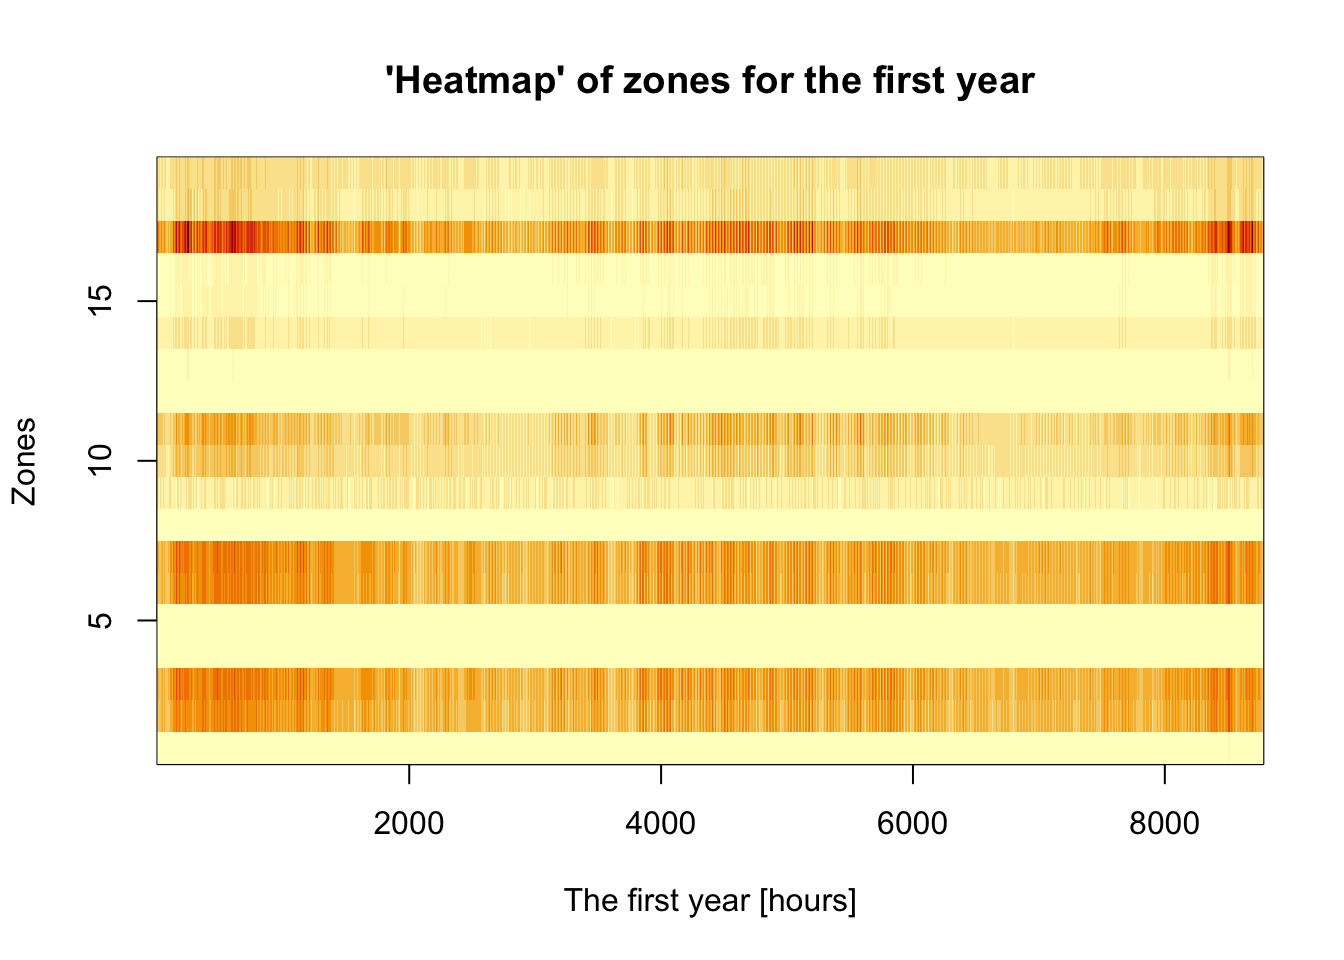 'Heatmap' of zones for the first year
15
10
5
Zones
2000 4000 6000 8000
The first year [hours]